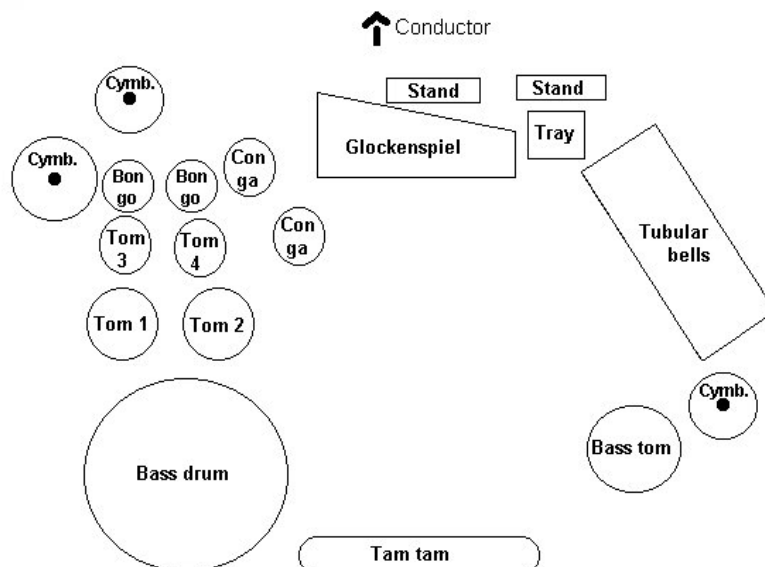 Conductor
Cymb.
Stand
Stand
Glockenspiel
Tray
Cymb.
Bon
go
Bon
go
Con
ga
Con
ga
Tom
3
Tom
4
Tubular
bells
Tom 1
Tom 2
Cymb.
Bass drum
Bass tom
Tam tam